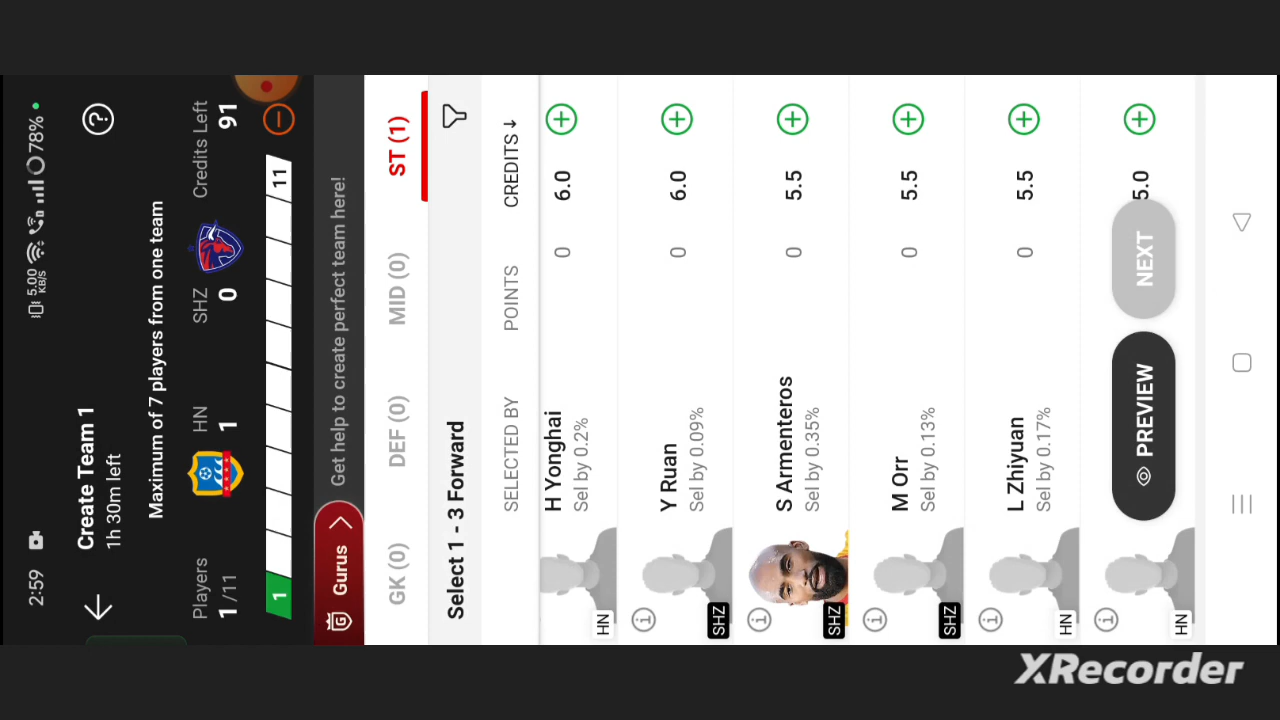 2:59
5.00 KB/S
78%
Create Team 1
1h 30m left
Maximum of 7 players from one team
Players
1 /11
HN
1
SHZ
0
Credits Left
91
1
11
Gurus
Get help to create perfect team here!
GK (0)
DEF (0)
MID (0)
ST (1)
Select 1 - 3 Forward
SELECTED BY
POINTS
CREDITS
HN
H Yonghai
Sel by 0.2%
0
6.0
SHZ
Y Ruan
Sel by 0.09%
0
6.0
SHZ
S Armenteros
Sel by 0.35%
0
5.5
SHZ
M Orr
Sel by 0.13%
0
5.5
HN
L Zhiyuan
Sel by 0.17%
0
5.5
HN
5.0
PREVIEW
NEXT
XRecorder